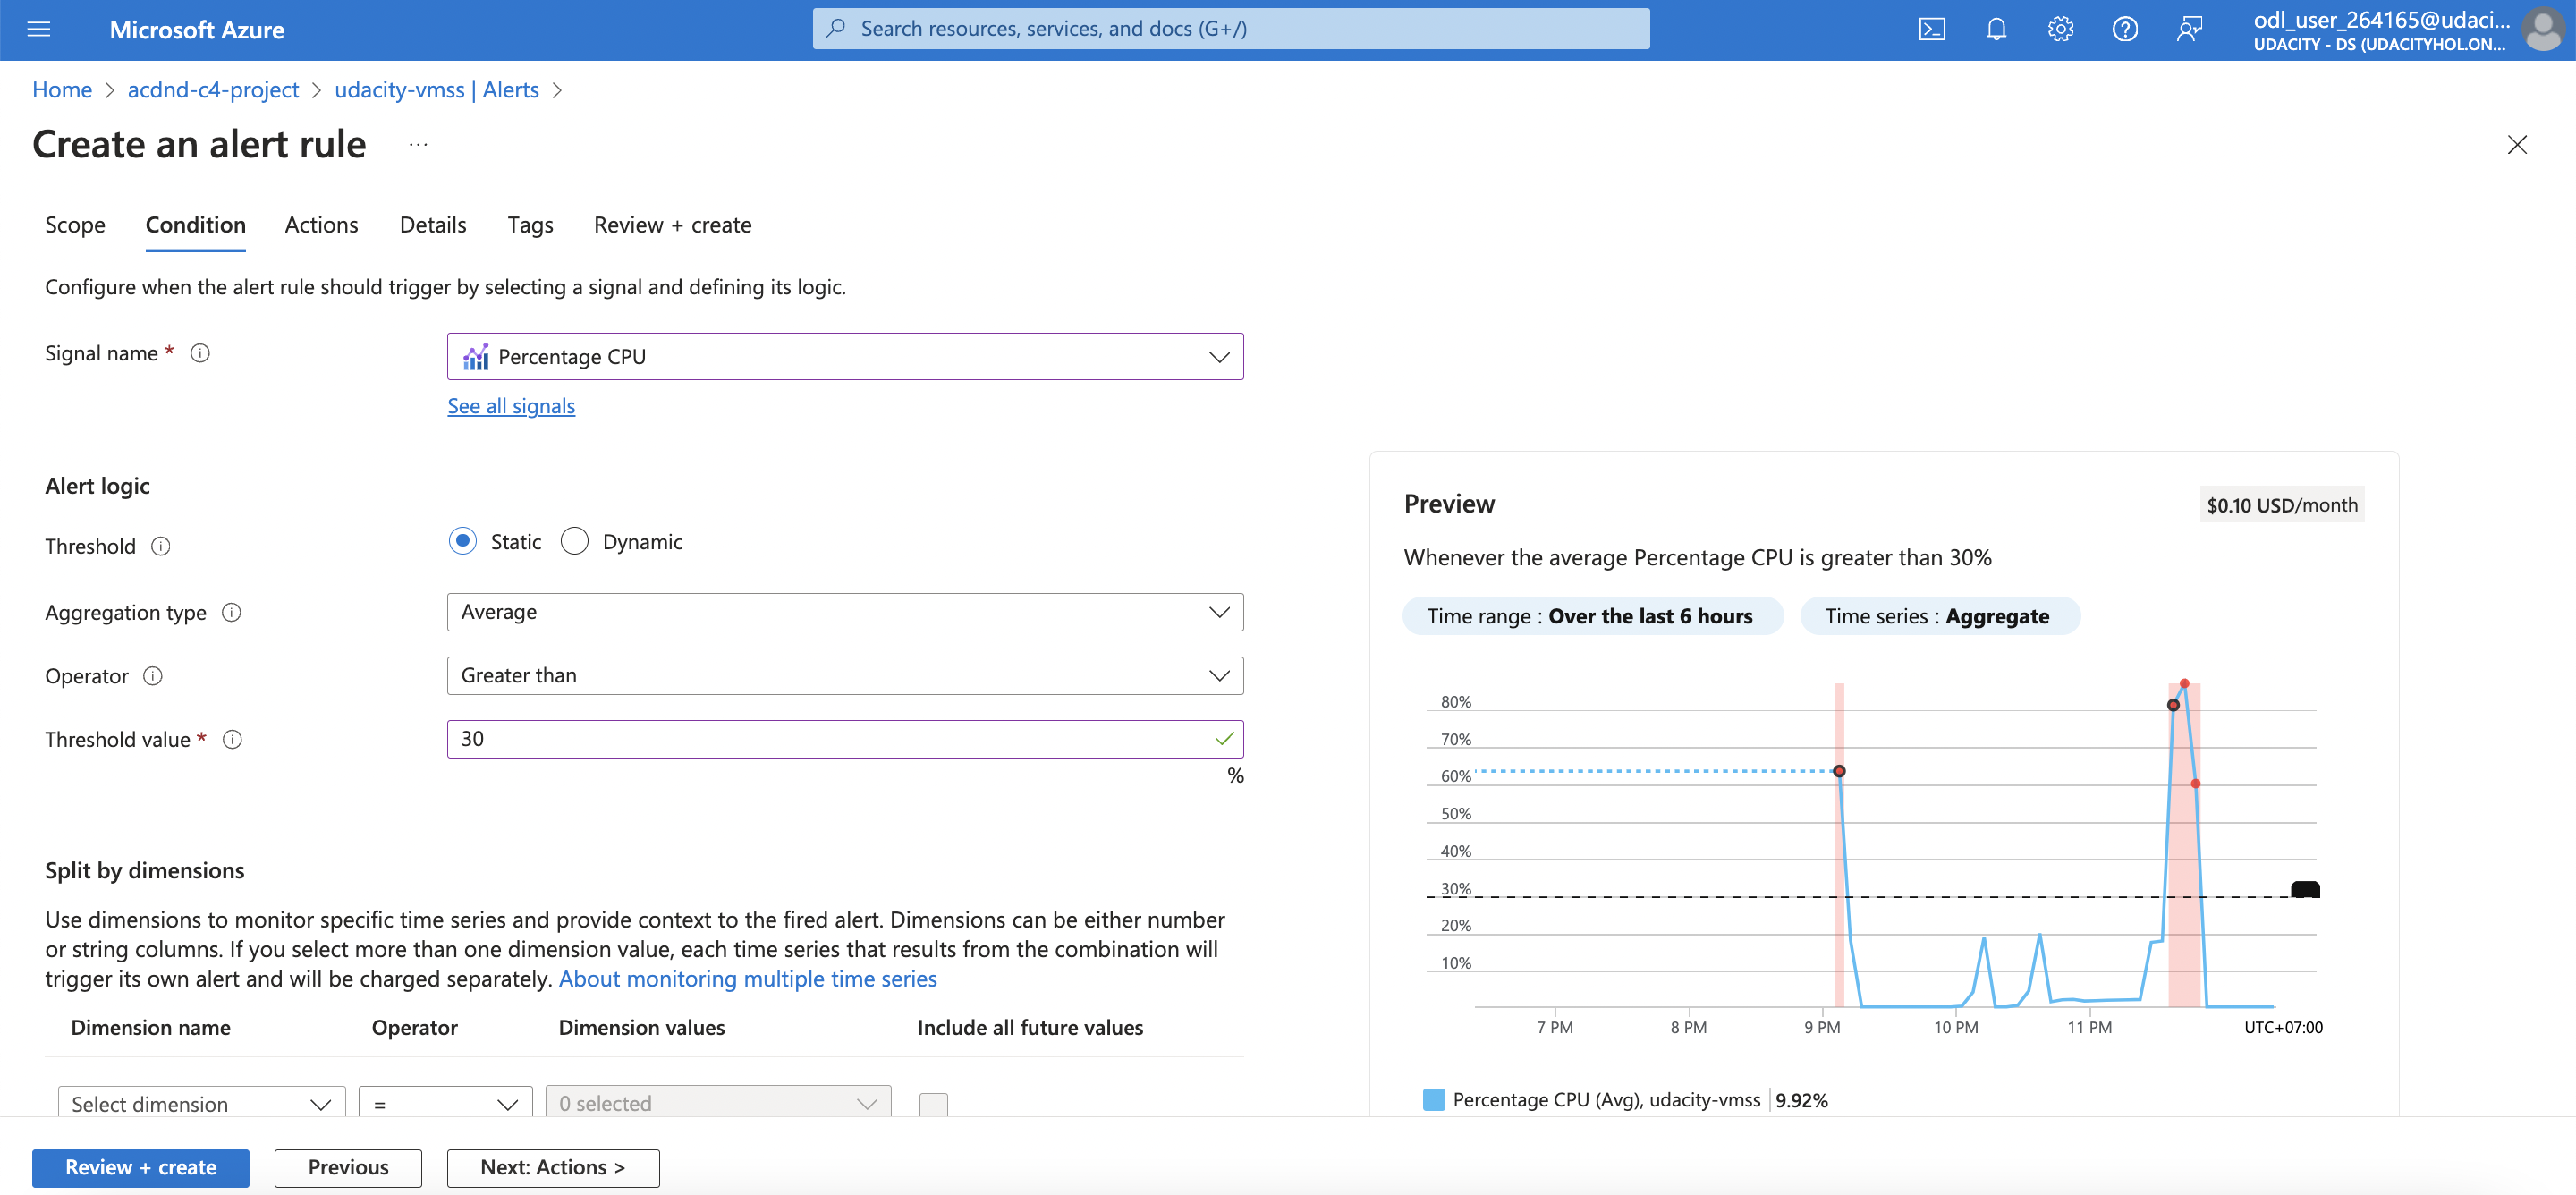 Microsoft Azure
Search resources, services, and docs (G+/)
odl_user_264165@udaci...
UDACITY - DS (UDACITYHOL.ON...
Home > acdnd-c4-project > udacity-vmss | Alerts >
Create an alert rule ...
Scope Condition Actions Details Tags Review + create
Configure when the alert rule should trigger by selecting a signal and defining its logic.
Signal name *
Percentage CPU
See all signals
Alert logic
Threshold
Static Dynamic
Aggregation type
Average
Operator
Greater than
Threshold value *
30
%
Split by dimensions
Use dimensions to monitor specific time series and provide context to the fired alert. Dimensions can be either number
or string columns. If you select more than one dimension value, each time series that results from the combination will
trigger its own alert and will be charged separately. About monitoring multiple time series
Dimension name Operator Dimension values Include all future values
Select dimension = 0 selected
Preview
$0.10 USD/month
Whenever the average Percentage CPU is greater than 30%
Time range : Over the last 6 hours Time series : Aggregate
80%
70%
60%
50%
40%
30%
20%
10%
7 PM 8 PM 9 PM 10 PM 11 PM UTC+07:00
Percentage CPU (Avg), udacity-vmss | 9.92%
Review + create Previous Next: Actions >